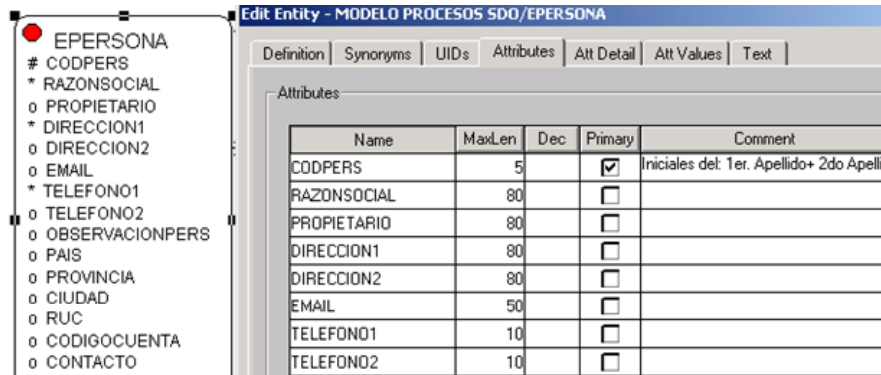 EPERSONA
# CODPERS
* RAZONSOCIAL
o PROPIETARIO
* DIRECCION1
o DIRECCION2
o EMAIL
* TELEFONO1
o TELEFONO2
o OBSERVACIONPERS
o PAIS
o PROVINCIA
o CIUDAD
o RUC
o CODIGOCUENTA
o CONTACTO
Edit Entity - MODELO PROCESOS SDO/EPERSONA
Definition Synonyms UIDs Attributes Att Detail Att Values Text
Attributes
Name MaxLen Dec Primary Comment
CODPERS 5 Iniciales del: 1er. Apellido+ 2do Apelli
RAZONSOCIAL 80
PROPIETARIO 80
DIRECCION1 80
DIRECCION2 80
EMAIL 50
TELEFONO1 10
TELEFONO2 10